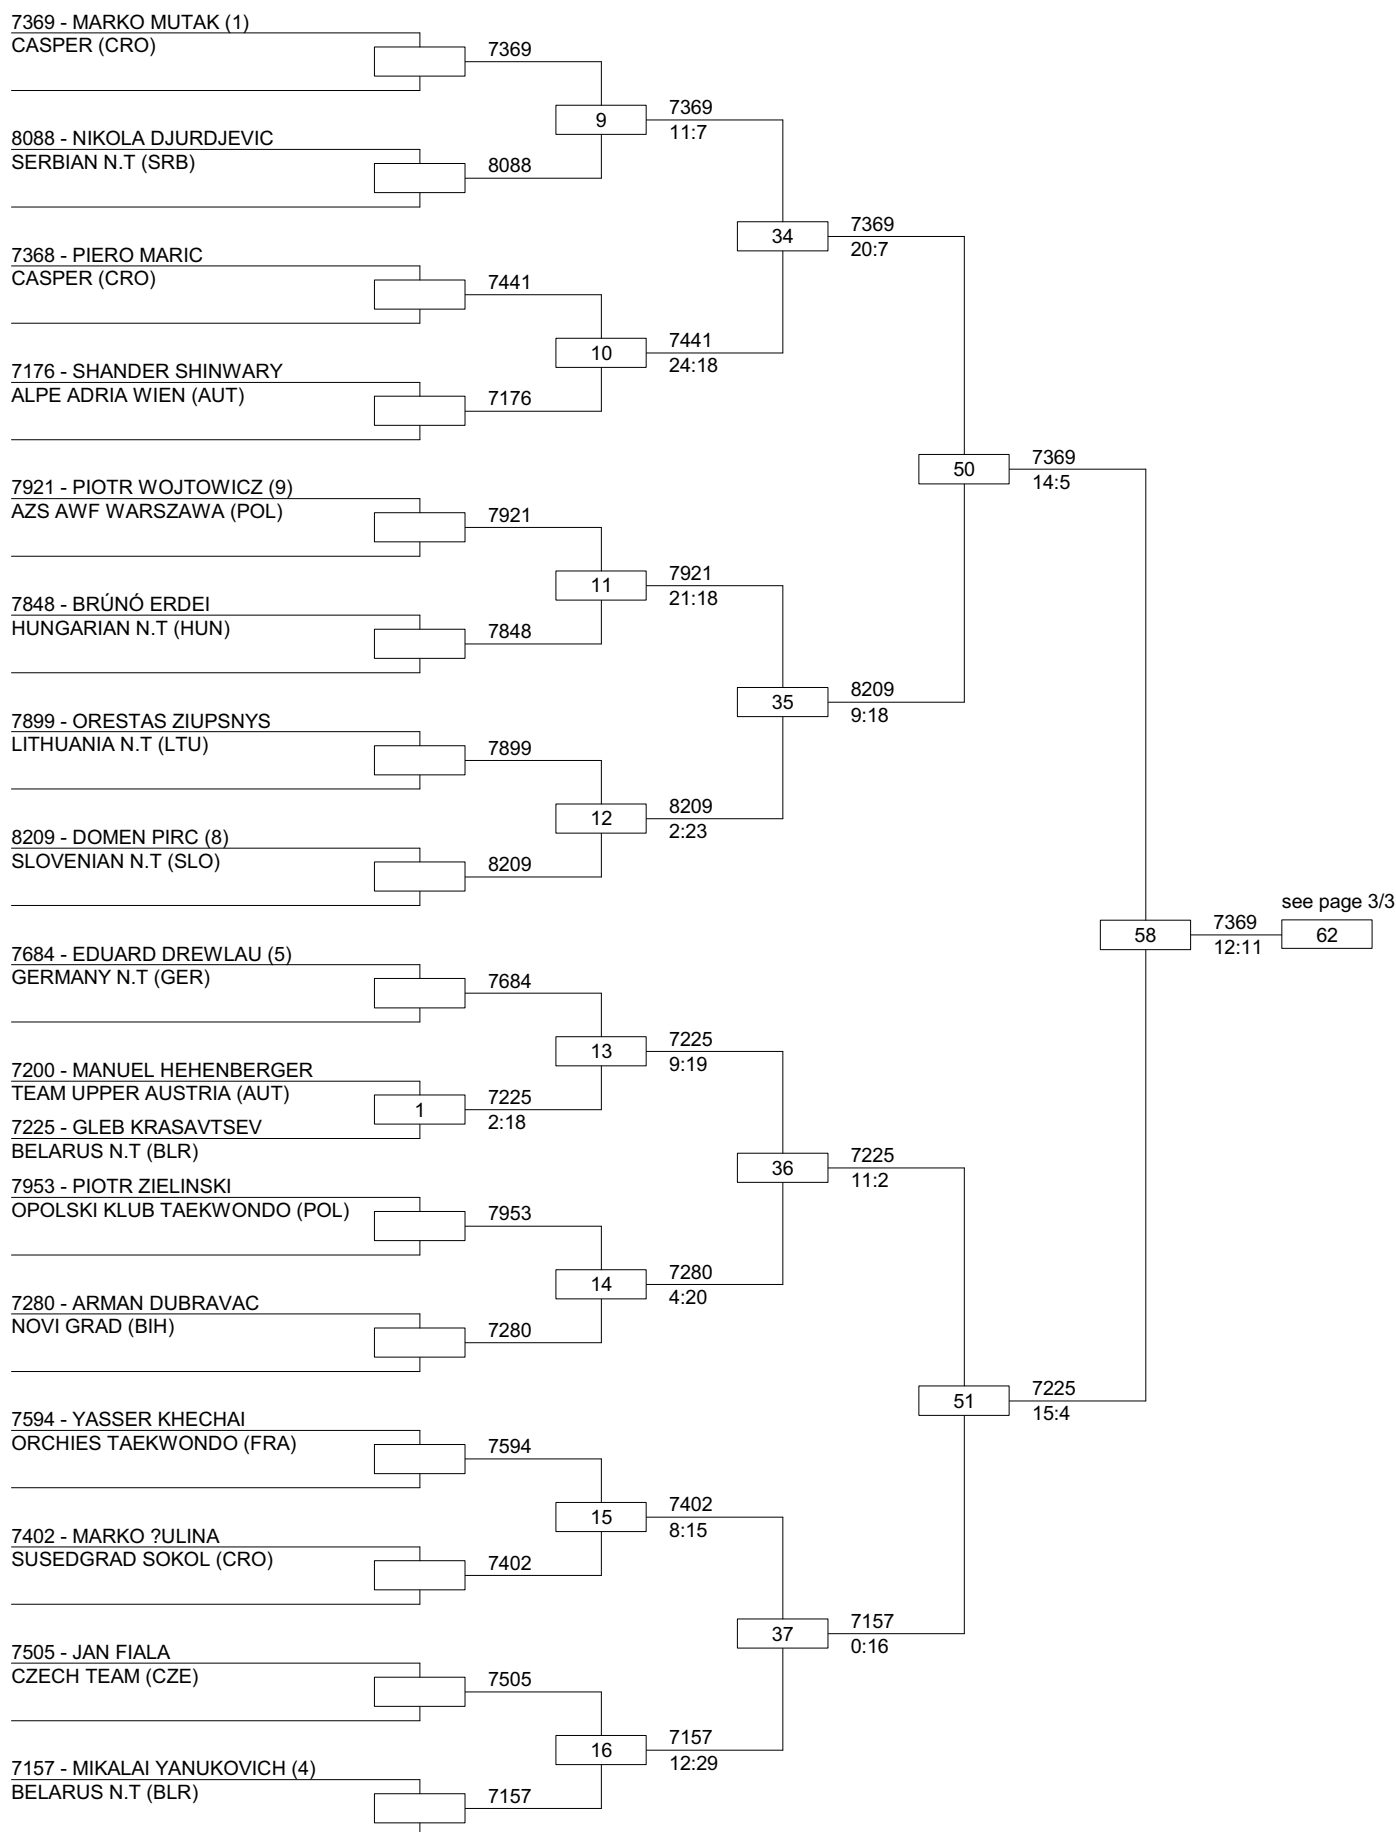 7369 - MARKO MUTAK (1)
CASPER (CRO)
7369
9
7369
11:7
8088 - NIKOLA DJURDJEVIC
SERBIAN N.T (SRB)
8088
34
7369
20:7
7368 - PIERO MARIC
CASPER (CRO)
7441
10
7441
24:18
7176 - SHANDER SHINWARY
ALPE ADRIA WIEN (AUT)
7176
50
7369
14:5
7921 - PIOTR WOJTOWICZ (9)
AZS AWF WARSZAWA (POL)
7921
11
7921
21:18
7848 - BRÚNÓ ERDEI
HUNGARIAN N.T (HUN)
7848
35
8209
9:18
7899 - ORESTAS ZIUPSNYS
LITHUANIA N.T (LTU)
7899
12
8209
2:23
8209 - DOMEN PIRC (8)
SLOVENIAN N.T (SLO)
8209
see page 3/3
58
7369
12:11
62
7684 - EDUARD DREWLAU (5)
GERMANY N.T (GER)
7684
13
7225
9:19
7200 - MANUEL HEHENBERGER
TEAM UPPER AUSTRIA (AUT)
1
7225
2:18
7225 - GLEB KRASAVTSEV
BELARUS N.T (BLR)
36
7225
11:2
7953 - PIOTR ZIELINSKI
OPOLSKI KLUB TAEKWONDO (POL)
7953
14
7280
4:20
7280 - ARMAN DUBRAVAC
NOVI GRAD (BIH)
7280
51
7225
15:4
7594 - YASSER KHECHAI
ORCHIES TAEKWONDO (FRA)
7594
15
7402
8:15
7402 - MARKO ?ULINA
SUSEDGRAD SOKOL (CRO)
7402
37
7157
0:16
7505 - JAN FIALA
CZECH TEAM (CZE)
7505
16
7157
12:29
7157 - MIKALAI YANUKOVICH (4)
BELARUS N.T (BLR)
7157